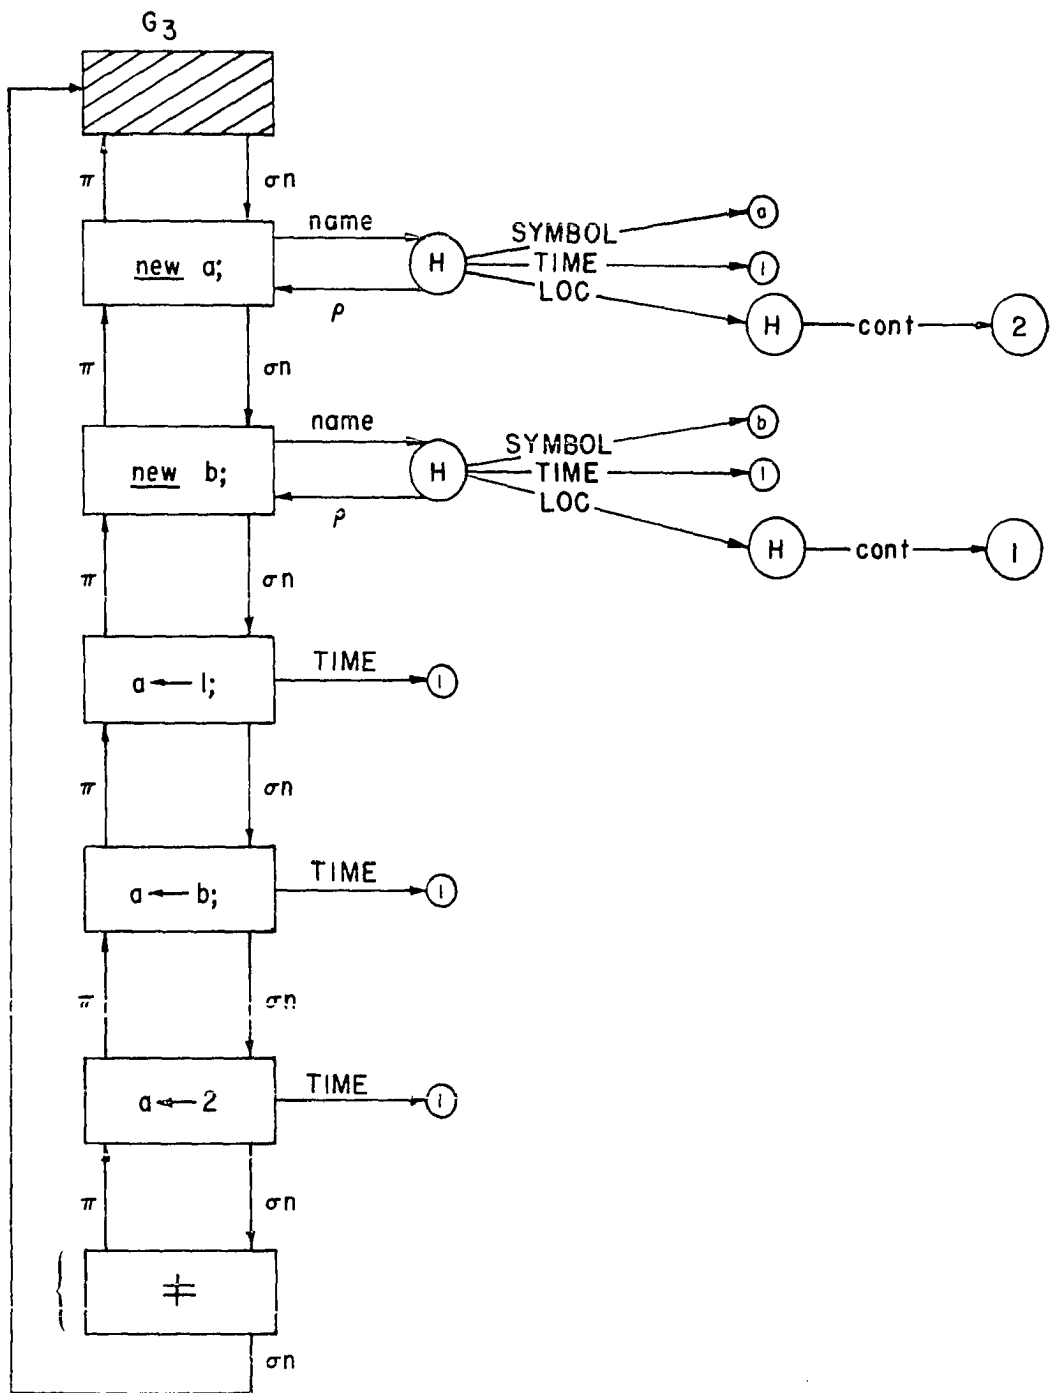 G3
π σn
name
SYMBOL a
new a; H TIME 1
ρ LOC
H cont 2
π σn
name
SYMBOL b
new b; H TIME 1
ρ LOC
H cont 1
π σn
TIME
a ← 1; 1
π σn
TIME
a ← b; 1
π σn
TIME
a ← 2 1
π σn
{ ‡
σn